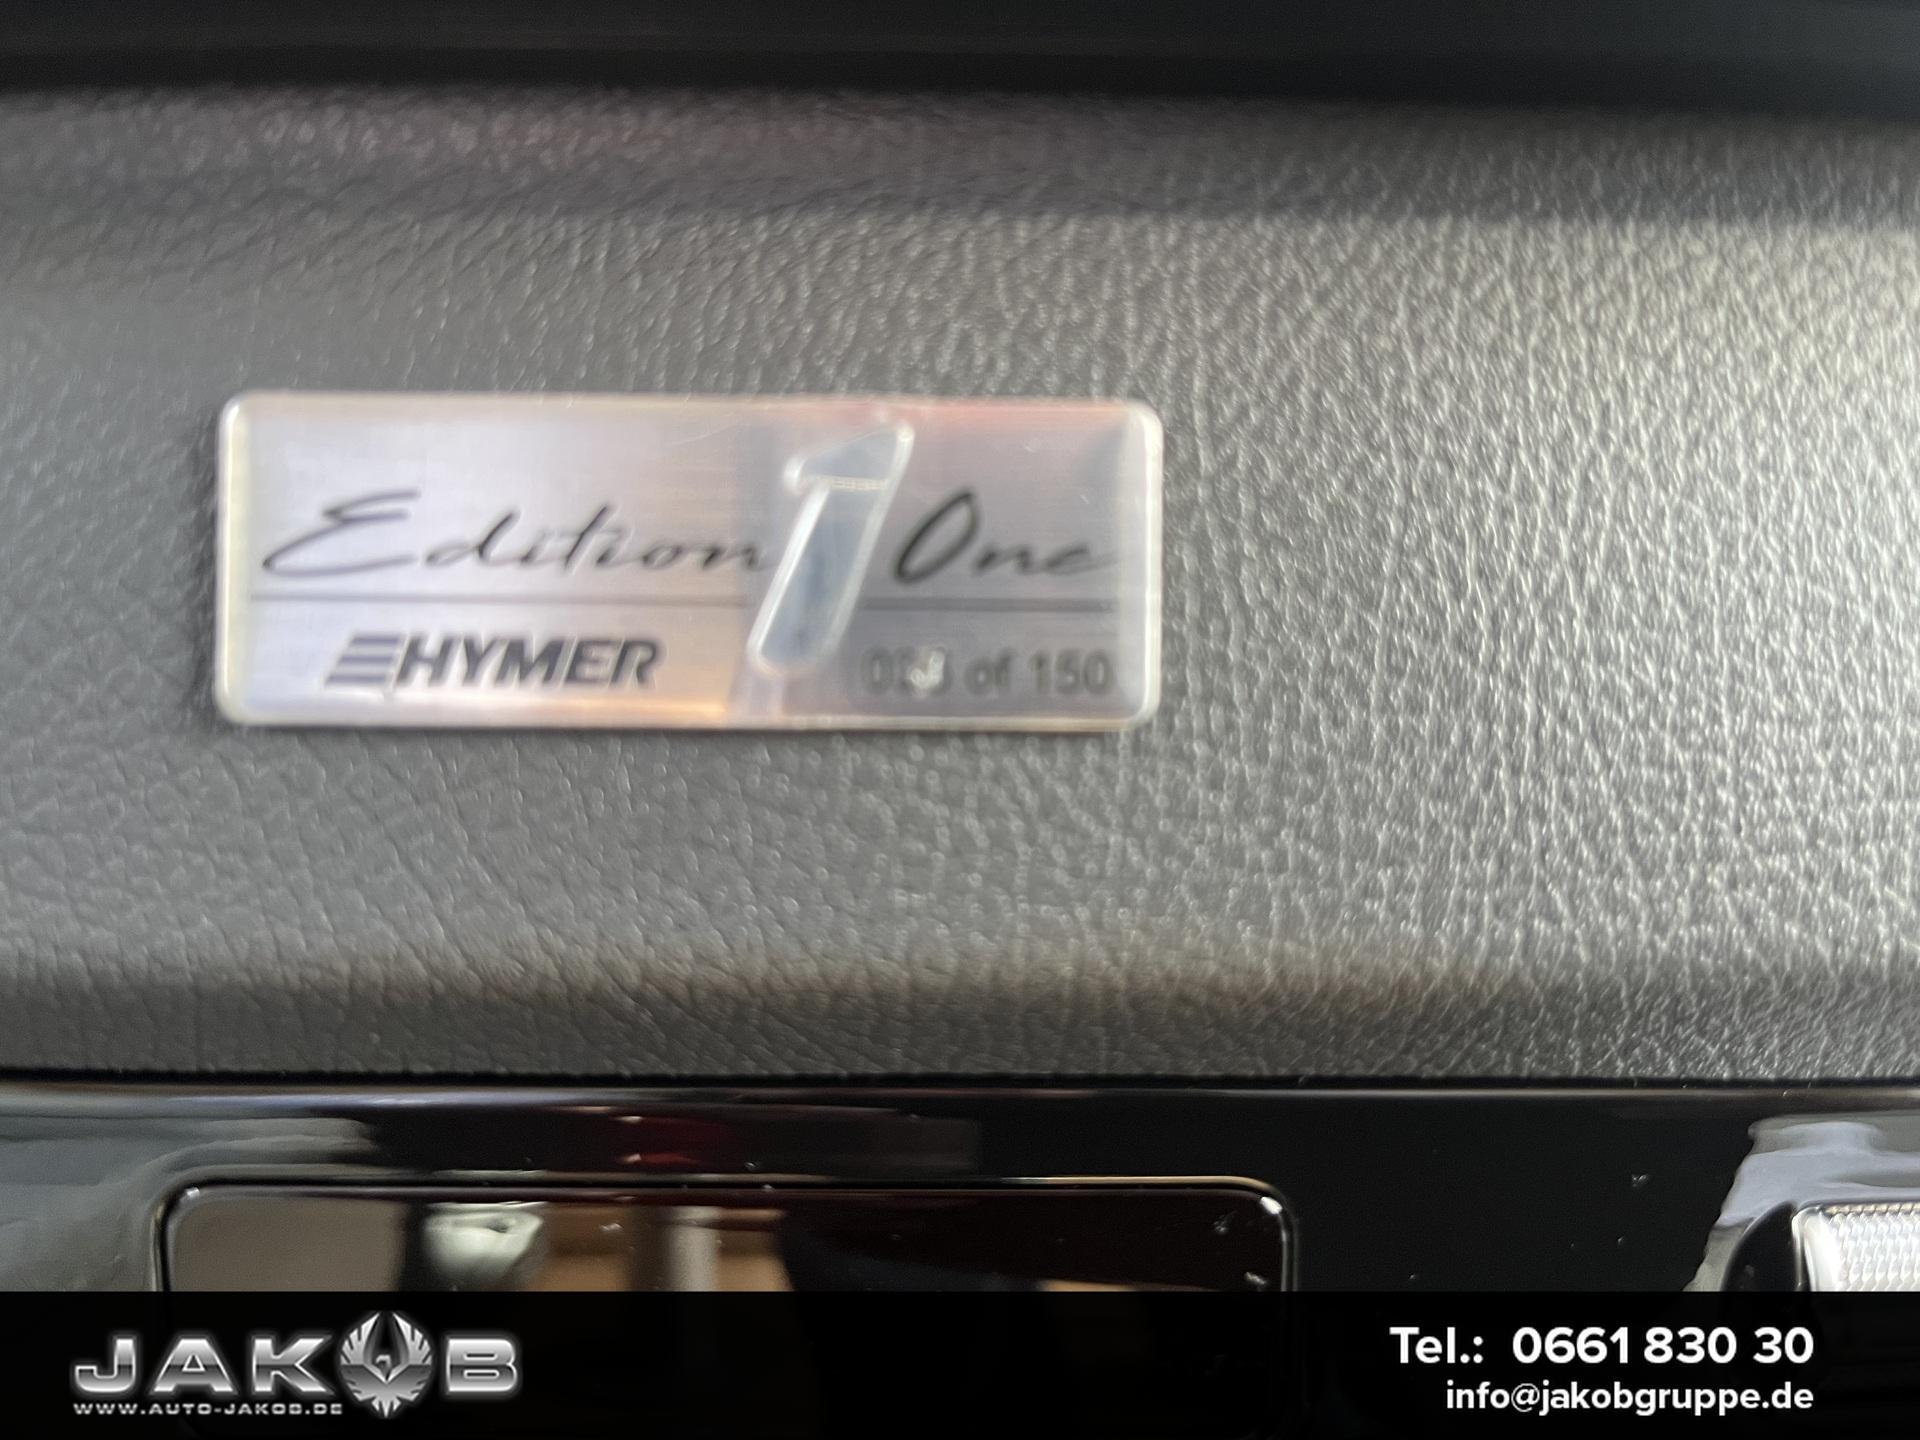 Edition 1 One
HYMER
of 150
JAKOB
WWW.AUTO-JAKOB.DE
Tel.: 0661 830 30
info@jakobgruppe.de